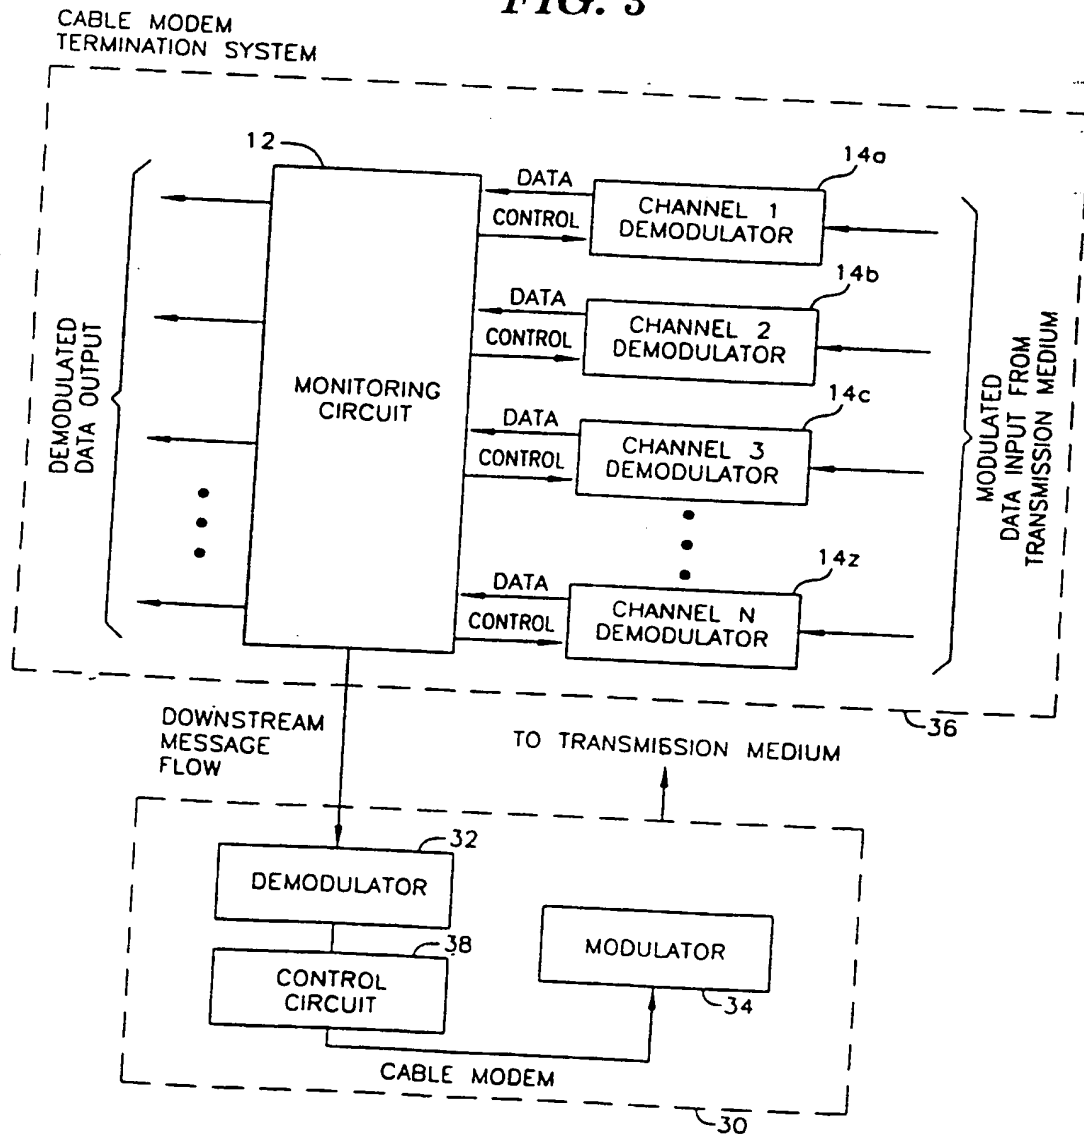 FIG. 3
CABLE MODEM
TERMINATION SYSTEM
12
14a
DATA
CONTROL
CHANNEL 1
DEMODULATOR
14b
DATA
CONTROL
CHANNEL 2
DEMODULATOR
DEMODULATED
DATA OUTPUT
MONITORING
CIRCUIT
14c
DATA
CONTROL
CHANNEL 3
DEMODULATOR
MODULATED
DATA INPUT FROM
TRANSMISSION MEDIUM
14z
DATA
CONTROL
CHANNEL N
DEMODULATOR
36
DOWNSTREAM
MESSAGE
FLOW
TO TRANSMISSION MEDIUM
32
DEMODULATOR
38
CONTROL
CIRCUIT
MODULATOR
34
CABLE MODEM
30